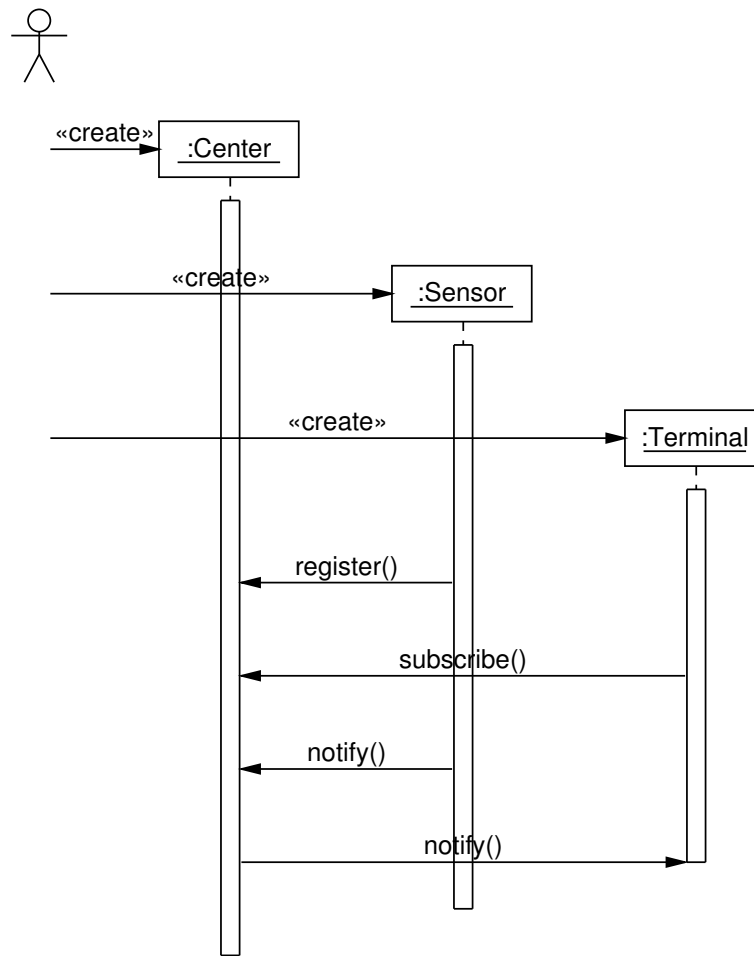 «create»
:Center
«create»
:Sensor
«create»
:Terminal
register()
subscribe()
notify()
notify()